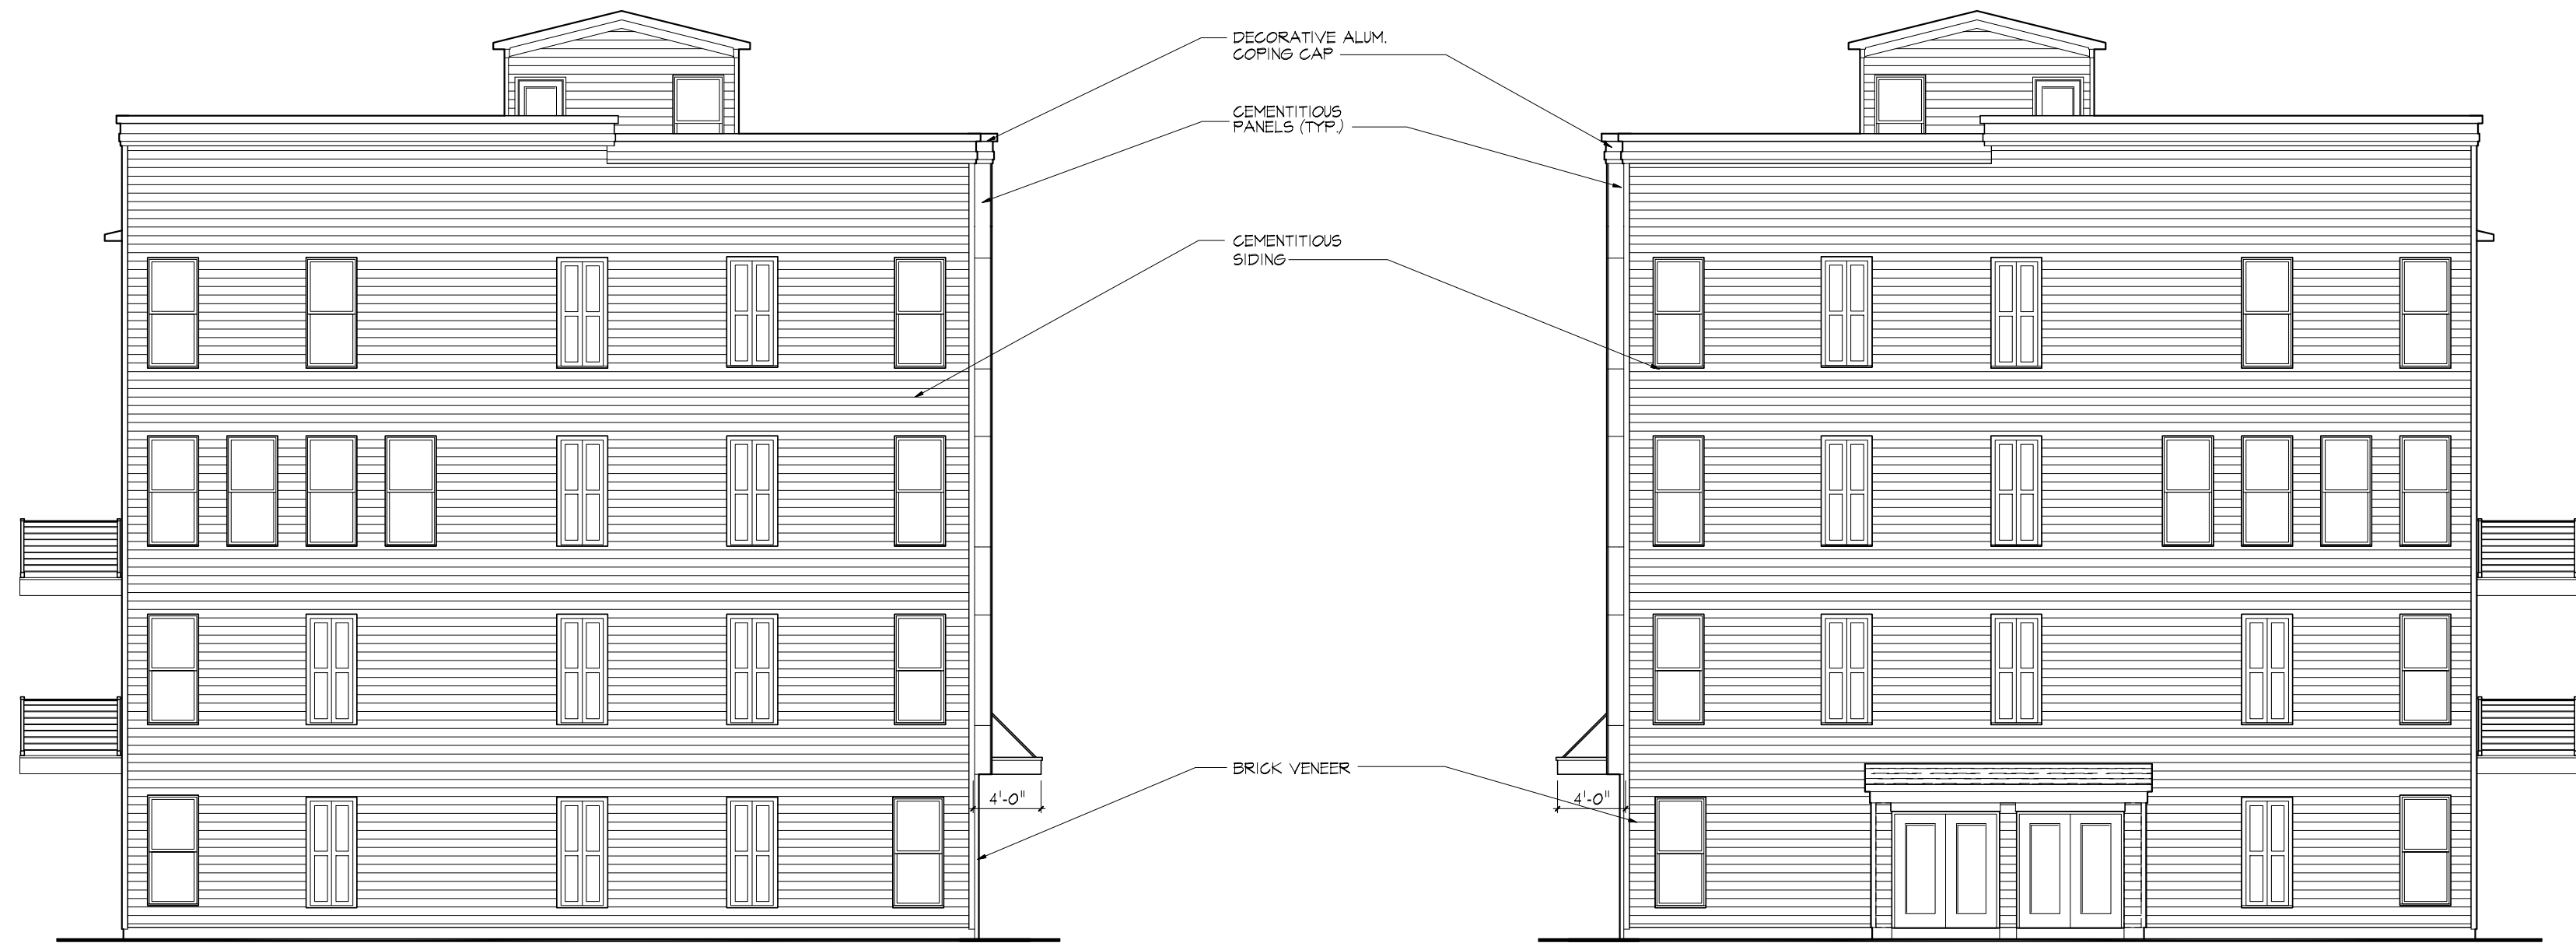 DECORATIVE ALUM.
COPING CAP
CEMENTITIOUS
PANELS (TYP.)
CEMENTITIOUS
SIDING
BRICK VENEER
4'-0"
4'-0"